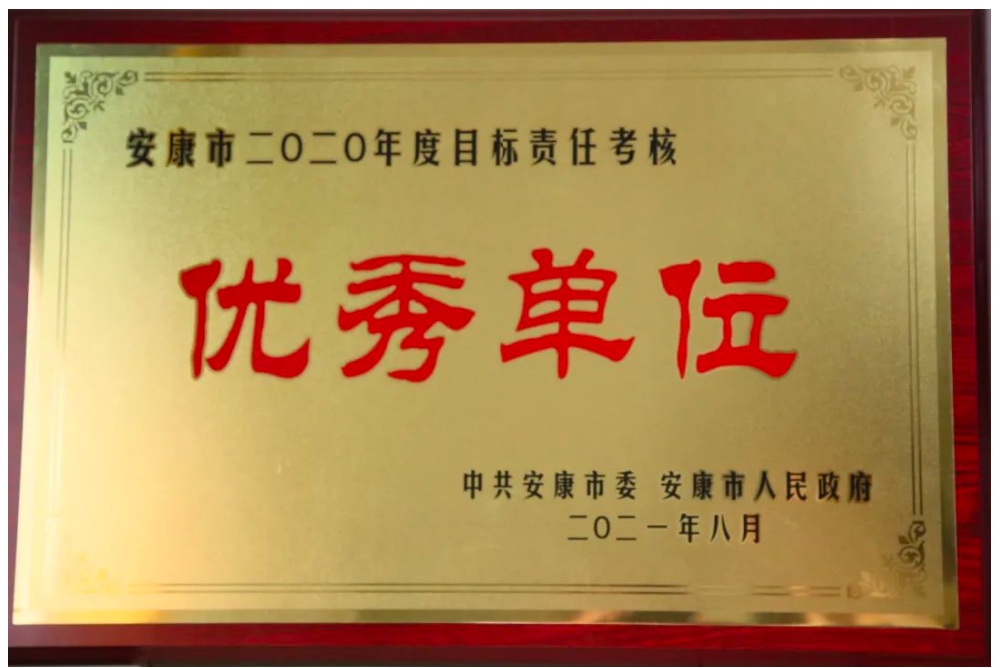 安康市二〇二〇年度目标责任考核
优秀单位
中共安康市委 安康市人民政府
二〇二一年八月